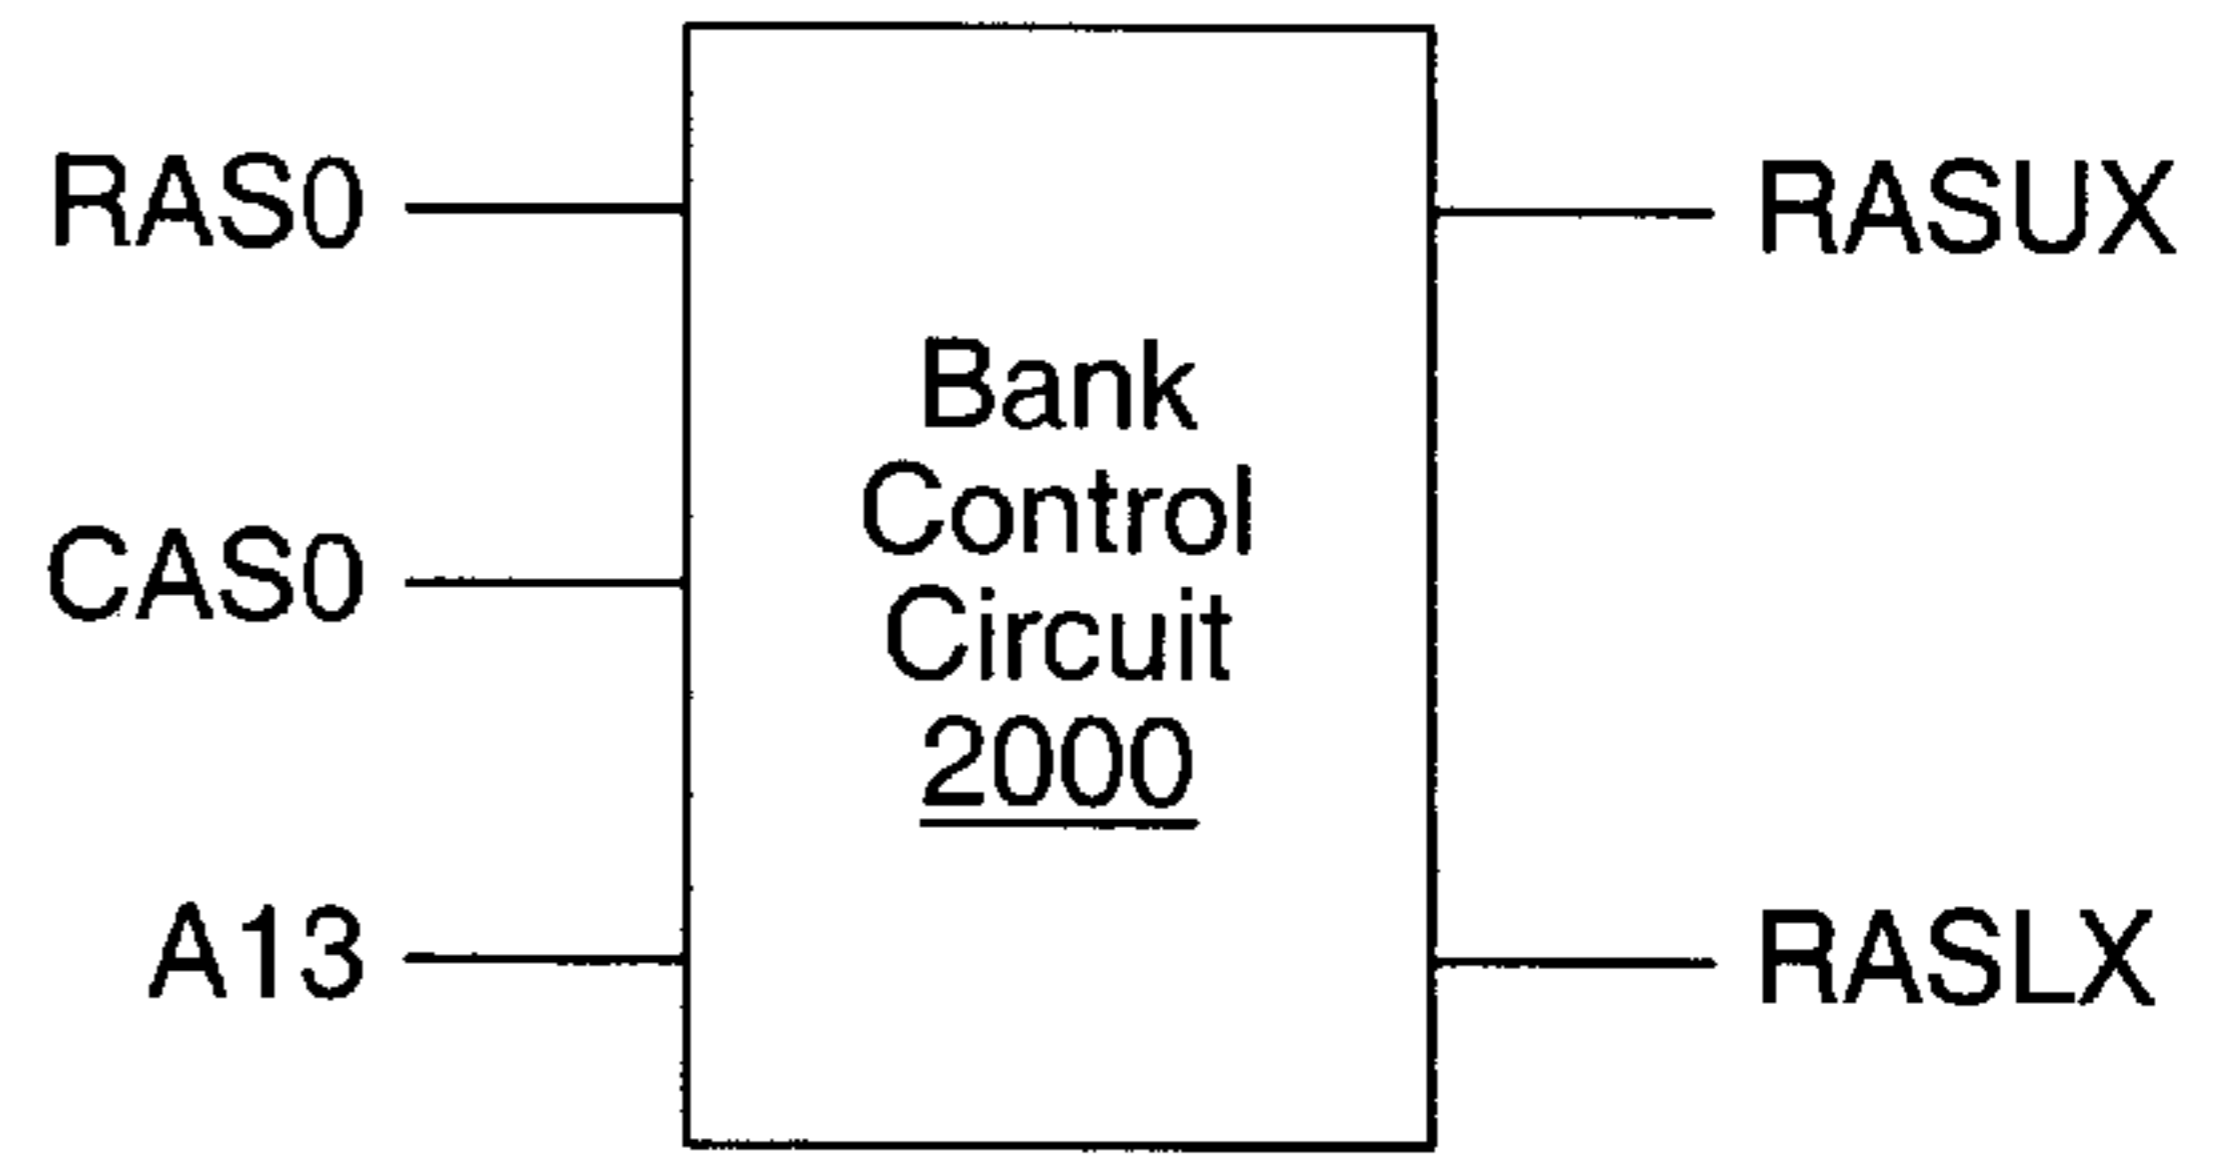 RAS0
CAS0
A13
Bank
Control
Circuit
2000
RASUX
RASLX